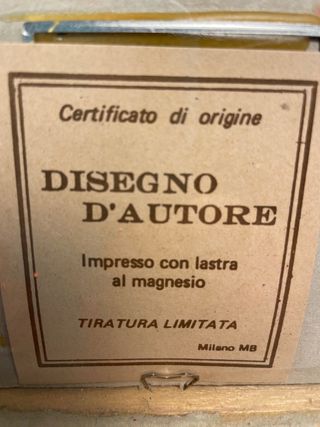 Certificato di origine
DISEGNO
D'AUTORE
Impresso con lastra
al magnesio
TIRATURA LIMITATA
Milano MB